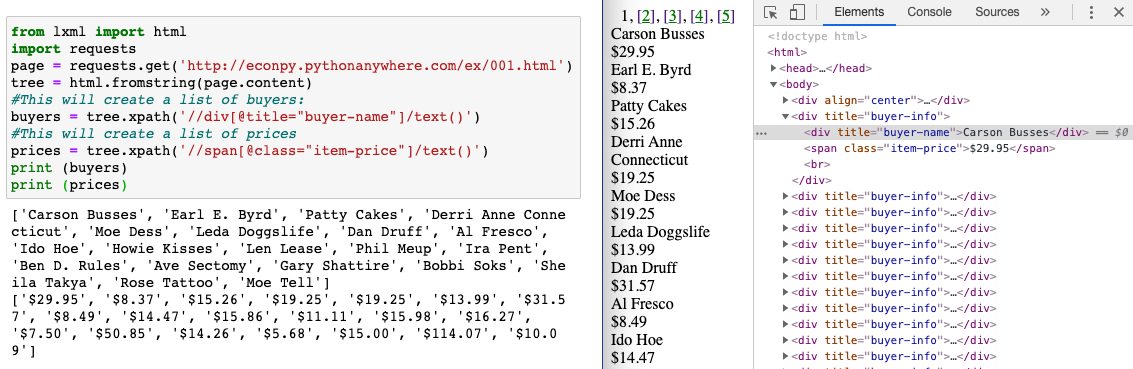 from lxml import html
import requests
page = requests.get('http://econpy.pythonanywhere.com/ex/001.html')
tree = html.fromstring(page.content)
#This will create a list of buyers:
buyers = tree.xpath('//div[@title="buyer-name"]/text()')
#This will create a list of prices
prices = tree.xpath('//span[@class="item-price"]/text()')
print (buyers)
print (prices)
['Carson Busses', 'Earl E. Byrd', 'Patty Cakes', 'Derri Anne Conne
cticut', 'Moe Dess', 'Leda Doggslife', 'Dan Druff', 'Al Fresco',
'Ido Hoe', 'Howie Kisses', 'Len Lease', 'Phil Meup', 'Ira Pent',
'Ben D. Rules', 'Ave Sectomy', 'Gary Shattire', 'Bobbi Soks', 'She
ila Takya', 'Rose Tattoo', 'Moe Tell']
['$29.95', '$8.37', '$15.26', '$19.25', '$19.25', '$13.99', '$31.5
7', '$8.49', '$14.47', '$15.86', '$11.11', '$15.98', '$16.27',
'$7.50', '$50.85', '$14.26', '$5.68', '$15.00', '$114.07', '$10.0
9']
1, [2], [3], [4], [5]
Carson Busses
$29.95
Earl E. Byrd
$8.37
Patty Cakes
$15.26
Derri Anne
Connecticut
$19.25
Moe Dess
$19.25
Leda Doggslife
$13.99
Dan Druff
$31.57
Al Fresco
$8.49
Ido Hoe
$14.47
Elements Console Sources »
<!doctype html>
<html>
<head>…</head>
<body>
<div align="center">…</div>
<div title="buyer-info">
… <div title="buyer-name">Carson Busses</div> == $0
<span class="item-price">$29.95</span>
<br>
</div>
<div title="buyer-info">…</div>
<div title="buyer-info">…</div>
<div title="buyer-info">…</div>
<div title="buyer-info">…</div>
<div title="buyer-info">…</div>
<div title="buyer-info">…</div>
<div title="buyer-info">…</div>
<div title="buyer-info">…</div>
<div title="buyer-info">…</div>
<div title="buyer-info">…</div>
<div title="buyer-info">…</div>
<div title="buyer-info">…</div>